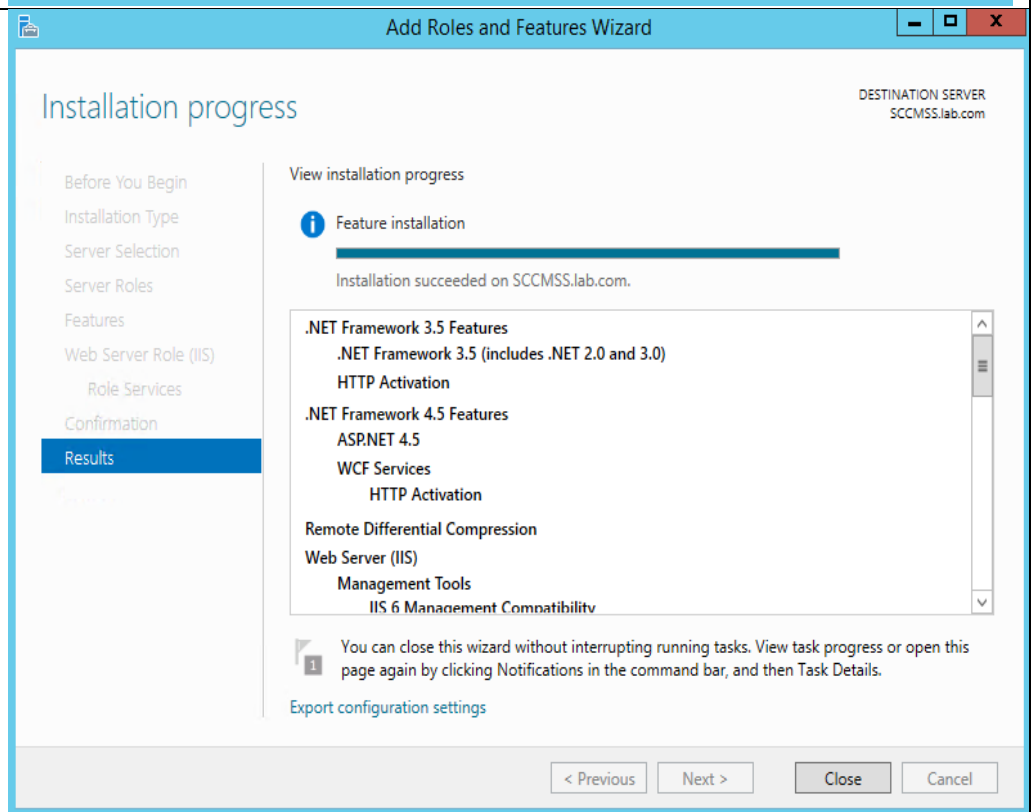 Add Roles and Features Wizard
Installation progress
DESTINATION SERVER
SCCMSS.lab.com
Before You Begin
Installation Type
Server Selection
Server Roles
Features
Web Server Role (IIS)
Role Services
Confirmation
Results
View installation progress
Feature installation
Installation succeeded on SCCMSS.lab.com.
.NET Framework 3.5 Features
.NET Framework 3.5 (includes .NET 2.0 and 3.0)
HTTP Activation
.NET Framework 4.5 Features
ASP.NET 4.5
WCF Services
HTTP Activation
Remote Differential Compression
Web Server (IIS)
Management Tools
IIS 6 Management Compatibility
1
You can close this wizard without interrupting running tasks. View task progress or open this
page again by clicking Notifications in the command bar, and then Task Details.
Export configuration settings
< Previous
Next >
Close
Cancel